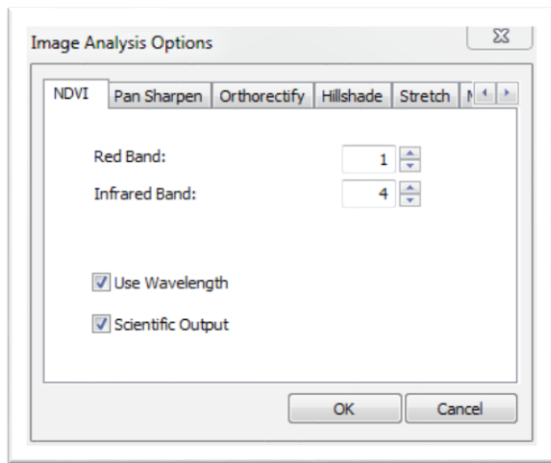 Image Analysis Options
NDVI Pan Sharpen Orthorectify Hillshade Stretch
Red Band: 1
Infrared Band: 4
Use Wavelength
Scientific Output
OK Cancel